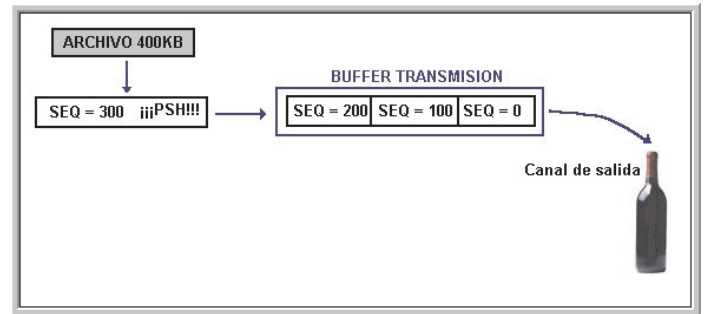 ARCHIVO 400KB
BUFFER TRANSMISION
SEQ = 300 ¡¡¡PSH!!!
SEQ = 200 SEQ = 100 SEQ = 0
Canal de salida